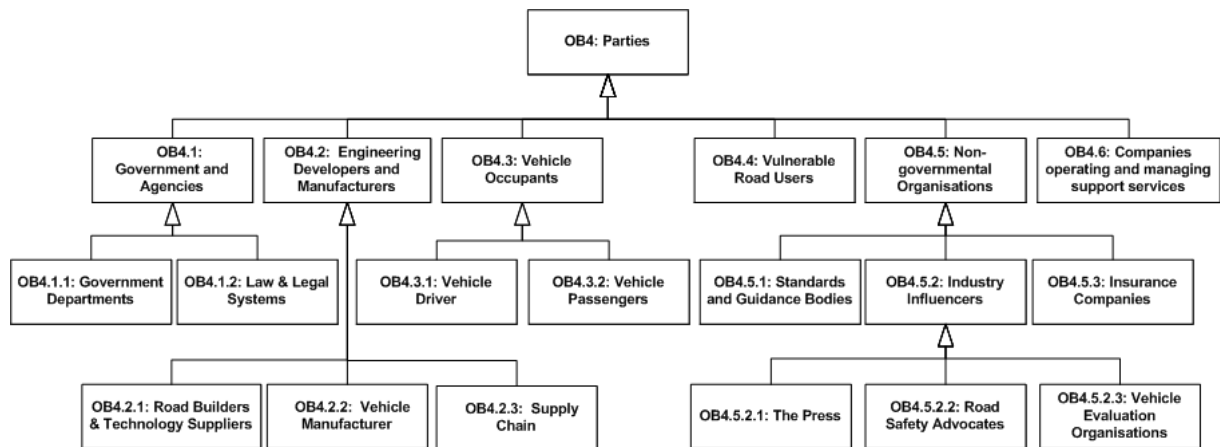 OB4: Parties
OB4.1:
Government and
Agencies
OB4.2:  Engineering
Developers and
Manufacturers
OB4.3: Vehicle
Occupants
OB4.4: Vulnerable
Road Users
OB4.5: Non-
governmental
Organisations
OB4.6: Companies
operating and managing
support services
OB4.1.1: Government
Departments
OB4.1.2: Law & Legal
Systems
OB4.3.1: Vehicle
Driver
OB4.3.2: Vehicle
Passengers
OB4.5.1: Standards
and Guidance Bodies
OB4.5.2: Industry
Influencers
OB4.5.3: Insurance
Companies
OB4.2.1: Road Builders
& Technology Suppliers
OB4.2.2:  Vehicle
Manufacturer
OB4.2.3:  Supply
Chain
OB4.5.2.1: The Press
OB4.5.2.2: Road
Safety Advocates
OB4.5.2.3: Vehicle
Evaluation
Organisations